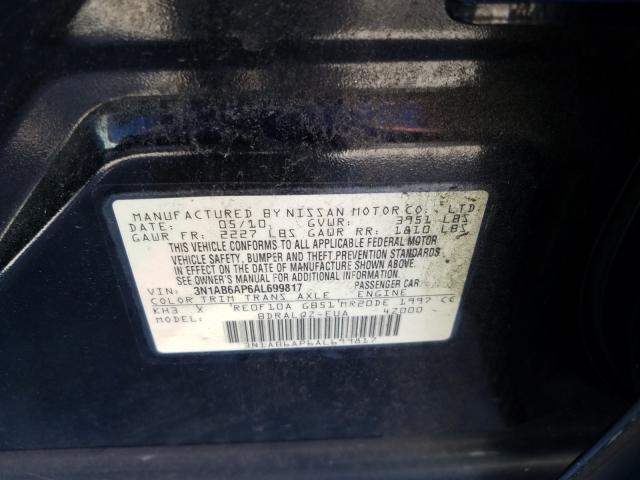 MANUFACTURED BY NISSAN MOTOR CO., LTD.
DATE: 05/10 GVWR: 3951 LBS
GAWR FR: 2227 LBS GAWR RR: 1810 LBS
THIS VEHICLE CONFORMS TO ALL APPLICABLE FEDERAL MOTOR
VEHICLE SAFETY, BUMPER AND THEFT PREVENTION STANDARDS
IN EFFECT ON THE DATE OF MANUFACTURE SHOWN ABOVE.
SEE OWNER'S MANUAL FOR ADDITIONAL INFORMATION.
VIN: 3N1AB6AP6AL699817 PASSENGER CAR
COLOR TRIM TRANS AXLE ENGINE
KH3 X RE0F10A GB51 MR20DE 1997 CC
MODEL: BDRALQZ-EUA 4Z000
3N1AB6AP6AL699817